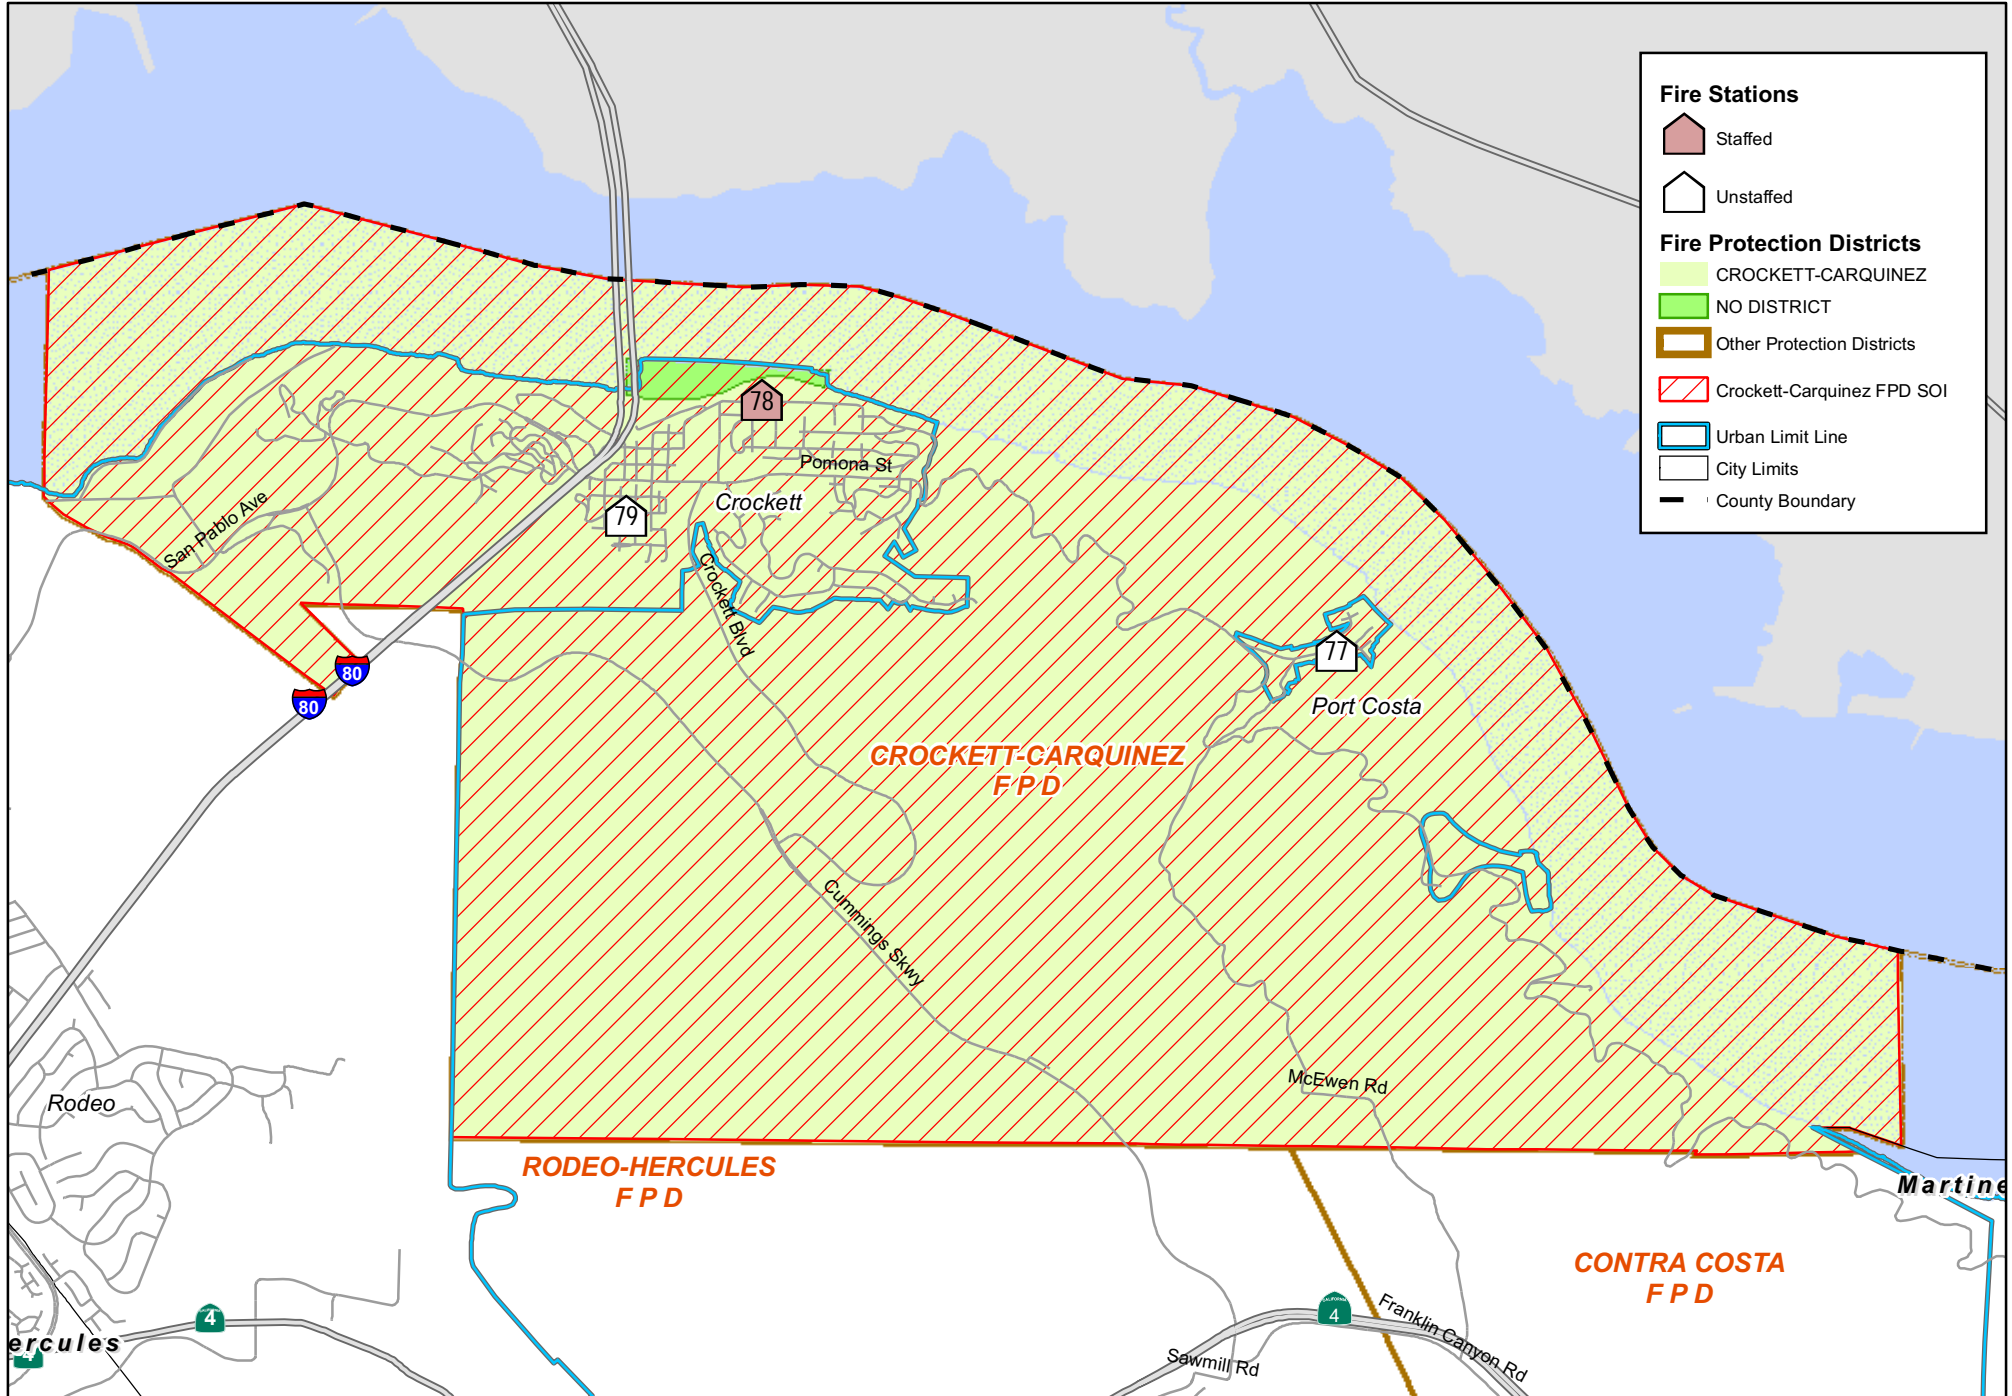 Fire Stations
Staffed
Unstaffed
Fire Protection Districts
CROCKETT-CARQUINEZ
NO DISTRICT
Other Protection Districts
Crockett-Carquinez FPD SOI
Urban Limit Line
City Limits
County Boundary
78
Pomona St
Crockett
79
San Pablo Ave
Crockett Blvd
77
Port Costa
80
80
CROCKETT-CARQUINEZ
F P D
Cummings Skwy
McEwen Rd
Rodeo
RODEO-HERCULES
F P D
Martine
CONTRA COSTA
F P D
4
CALIFORNIA
4
Franklin Canyon Rd
ercules
4
Sawmill Rd